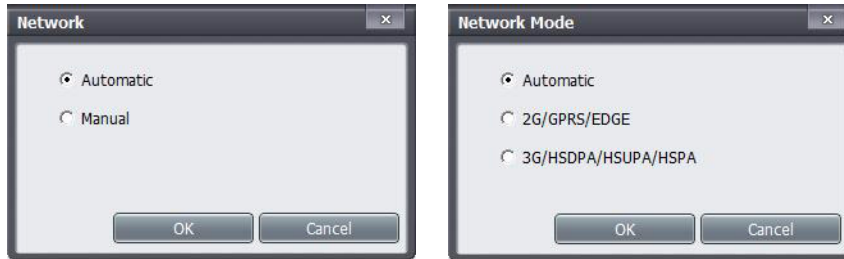 Network
Automatic
Manual
OK Cancel
Network Mode
Automatic
2G/GPRS/EDGE
3G/HSDPA/HSUPA/HSPA
OK Cancel